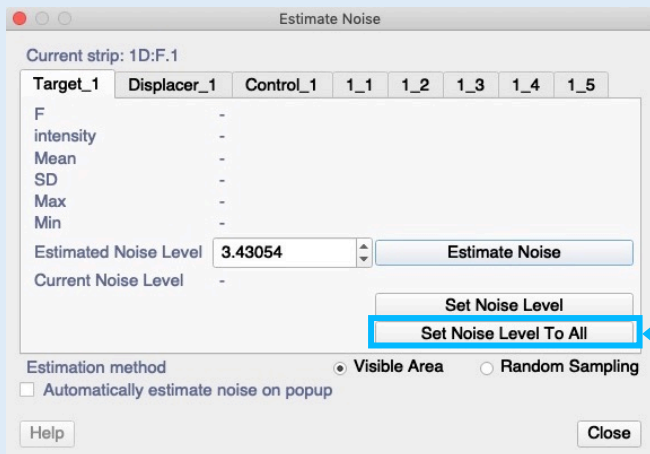 Estimate Noise
Current strip: 1D:F.1
Target_1 Displacer_1 Control_1 1_1 1_2 1_3 1_4 1_5
F -
intensity -
Mean -
SD -
Max -
Min -
Estimated Noise Level 3.43054 Estimate Noise
Current Noise Level -
Set Noise Level
Set Noise Level To All
Estimation method Visible Area Random Sampling
Automatically estimate noise on popup
Help Close